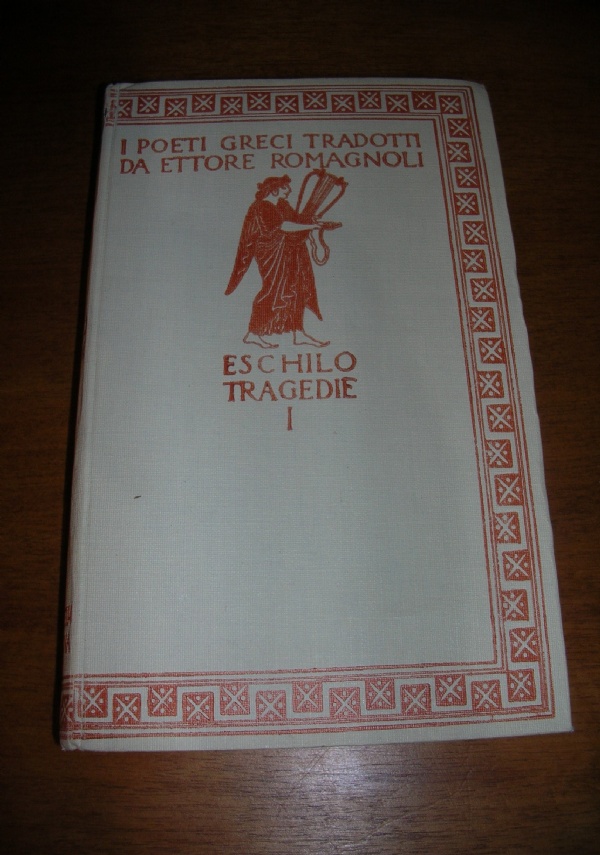 I POETI GRECI TRADOTTI
DA ETTORE ROMAGNOLI
ESCHILO
TRAGEDIE
I